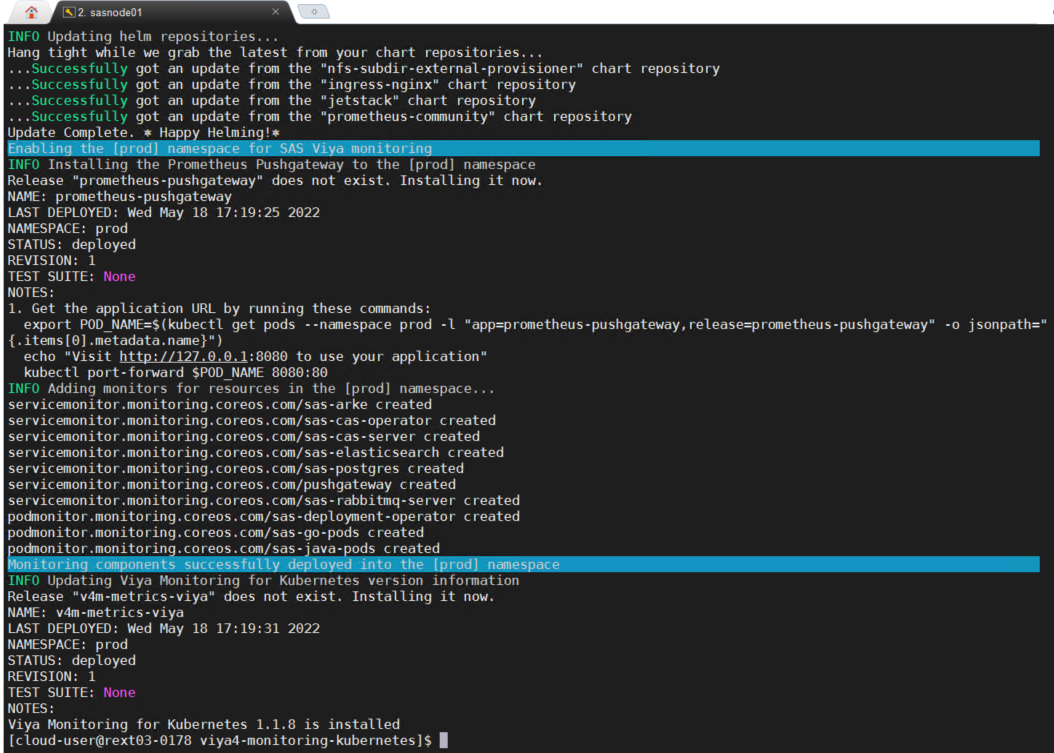 2. sasnode01
INFO Updating helm repositories...
Hang tight while we grab the latest from your chart repositories...
...Successfully got an update from the "nfs-subdir-external-provisioner" chart repository
...Successfully got an update from the "ingress-nginx" chart repository
...Successfully got an update from the "jetstack" chart repository
...Successfully got an update from the "prometheus-community" chart repository
Update Complete. ⎈ Happy Helming!⎈
Enabling the [prod] namespace for SAS Viya monitoring
INFO Installing the Prometheus Pushgateway to the [prod] namespace
Release "prometheus-pushgateway" does not exist. Installing it now.
NAME: prometheus-pushgateway
LAST DEPLOYED: Wed May 18 17:19:25 2022
NAMESPACE: prod
STATUS: deployed
REVISION: 1
TEST SUITE: None
NOTES:
1. Get the application URL by running these commands:
  export POD_NAME=$(kubectl get pods --namespace prod -l "app=prometheus-pushgateway,release=prometheus-pushgateway" -o jsonpath="
{.items[0].metadata.name}")
  echo "Visit http://127.0.0.1:8080 to use your application"
  kubectl port-forward $POD_NAME 8080:80
INFO Adding monitors for resources in the [prod] namespace...
servicemonitor.monitoring.coreos.com/sas-arke created
servicemonitor.monitoring.coreos.com/sas-cas-operator created
servicemonitor.monitoring.coreos.com/sas-cas-server created
servicemonitor.monitoring.coreos.com/sas-elasticsearch created
servicemonitor.monitoring.coreos.com/sas-postgres created
servicemonitor.monitoring.coreos.com/pushgateway created
servicemonitor.monitoring.coreos.com/sas-rabbitmq-server created
podmonitor.monitoring.coreos.com/sas-deployment-operator created
podmonitor.monitoring.coreos.com/sas-go-pods created
podmonitor.monitoring.coreos.com/sas-java-pods created
Monitoring components successfully deployed into the [prod] namespace
INFO Updating Viya Monitoring for Kubernetes version information
Release "v4m-metrics-viya" does not exist. Installing it now.
NAME: v4m-metrics-viya
LAST DEPLOYED: Wed May 18 17:19:31 2022
NAMESPACE: prod
STATUS: deployed
REVISION: 1
TEST SUITE: None
NOTES:
Viya Monitoring for Kubernetes 1.1.8 is installed
[cloud-user@rext03-0178 viya4-monitoring-kubernetes]$